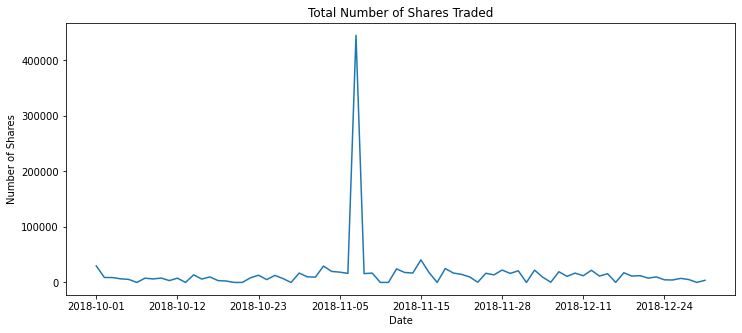 Total Number of Shares Traded
Number of Shares
400000
300000
200000
100000
0
2018-10-01 2018-10-12 2018-10-23 2018-11-05 2018-11-15 2018-11-28 2018-12-11 2018-12-24
Date